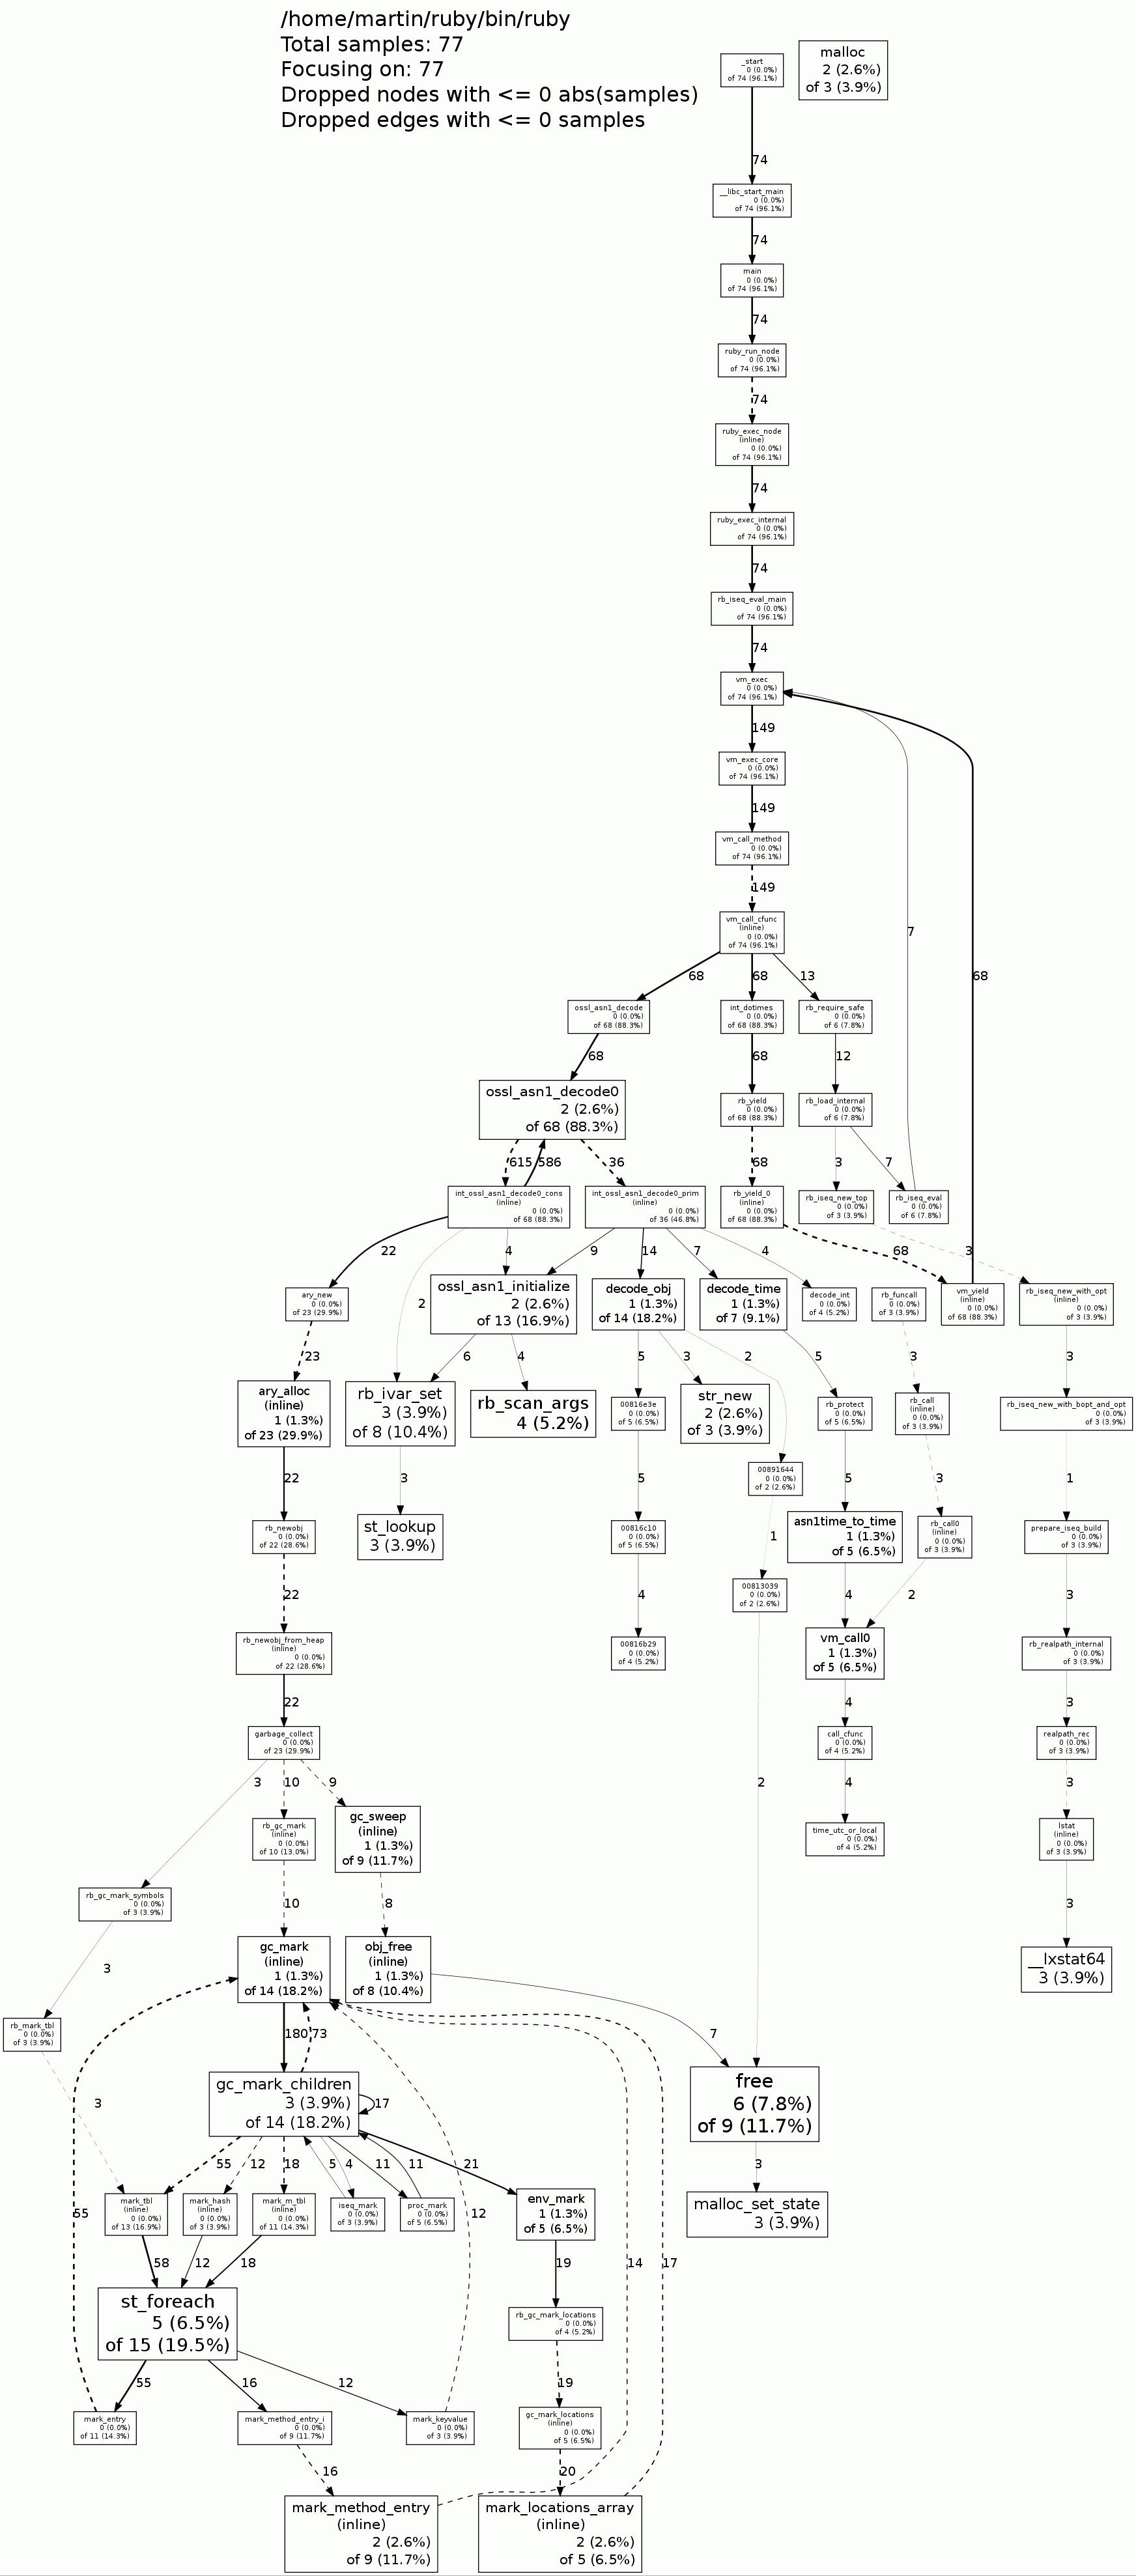 /home/martin/ruby/bin/ruby
Total samples: 77
Focusing on: 77
Dropped nodes with <= 0 abs(samples)
Dropped edges with <= 0 samples
_start
0 (0.0%)
of 74 (96.1%)
malloc
2 (2.6%)
of 3 (3.9%)
74
__libc_start_main
0 (0.0%)
of 74 (96.1%)
74
main
0 (0.0%)
of 74 (96.1%)
74
ruby_run_node
0 (0.0%)
of 74 (96.1%)
74
ruby_exec_node
(inline)
0 (0.0%)
of 74 (96.1%)
74
ruby_exec_internal
0 (0.0%)
of 74 (96.1%)
74
rb_iseq_eval_main
0 (0.0%)
of 74 (96.1%)
74
vm_exec
0 (0.0%)
of 74 (96.1%)
149
vm_exec_core
0 (0.0%)
of 74 (96.1%)
149
vm_call_method
0 (0.0%)
of 74 (96.1%)
149
vm_call_cfunc
(inline)
0 (0.0%)
of 74 (96.1%)
7
68
68
68
13
ossl_asn1_decode
0 (0.0%)
of 68 (88.3%)
int_dotimes
0 (0.0%)
of 68 (88.3%)
rb_require_safe
0 (0.0%)
of 6 (7.8%)
68
68
12
ossl_asn1_decode0
2 (2.6%)
of 68 (88.3%)
rb_yield
0 (0.0%)
of 68 (88.3%)
rb_load_internal
0 (0.0%)
of 6 (7.8%)
615
586
36
68
3
7
int_ossl_asn1_decode0_cons
(inline)
0 (0.0%)
of 68 (88.3%)
int_ossl_asn1_decode0_prim
(inline)
0 (0.0%)
of 36 (46.8%)
rb_yield_0
(inline)
0 (0.0%)
of 68 (88.3%)
rb_iseq_new_top
0 (0.0%)
of 3 (3.9%)
rb_iseq_eval
0 (0.0%)
of 6 (7.8%)
22
4
9
14
7
4
68
3
2
ary_new
0 (0.0%)
of 23 (29.9%)
ossl_asn1_initialize
2 (2.6%)
of 13 (16.9%)
decode_obj
1 (1.3%)
of 14 (18.2%)
decode_time
1 (1.3%)
of 7 (9.1%)
decode_int
0 (0.0%)
of 4 (5.2%)
rb_funcall
0 (0.0%)
of 3 (3.9%)
vm_yield
(inline)
0 (0.0%)
of 68 (88.3%)
rb_iseq_new_with_opt
(inline)
0 (0.0%)
of 3 (3.9%)
23
6
4
5
3
2
5
3
3
ary_alloc
(inline)
1 (1.3%)
of 23 (29.9%)
rb_ivar_set
3 (3.9%)
of 8 (10.4%)
rb_scan_args
4 (5.2%)
00816e3e
0 (0.0%)
of 5 (6.5%)
str_new
2 (2.6%)
of 3 (3.9%)
rb_protect
0 (0.0%)
of 5 (6.5%)
rb_call
(inline)
0 (0.0%)
of 3 (3.9%)
rb_iseq_new_with_bopt_and_opt
0 (0.0%)
of 3 (3.9%)
22
3
5
00891644
0 (0.0%)
of 2 (2.6%)
5
3
1
rb_newobj
0 (0.0%)
of 22 (28.6%)
st_lookup
3 (3.9%)
00816c10
0 (0.0%)
of 5 (6.5%)
1
asn1time_to_time
1 (1.3%)
of 5 (6.5%)
rb_call0
(inline)
0 (0.0%)
of 3 (3.9%)
prepare_iseq_build
0 (0.0%)
of 3 (3.9%)
22
4
00813039
0 (0.0%)
of 2 (2.6%)
4
2
3
rb_newobj_from_heap
(inline)
0 (0.0%)
of 22 (28.6%)
00816b29
0 (0.0%)
of 4 (5.2%)
vm_call0
1 (1.3%)
of 5 (6.5%)
rb_realpath_internal
0 (0.0%)
of 3 (3.9%)
22
4
3
garbage_collect
0 (0.0%)
of 23 (29.9%)
call_cfunc
0 (0.0%)
of 4 (5.2%)
realpath_rec
0 (0.0%)
of 3 (3.9%)
3
10
9
2
4
3
rb_gc_mark
(inline)
0 (0.0%)
of 10 (13.0%)
gc_sweep
(inline)
1 (1.3%)
of 9 (11.7%)
time_utc_or_local
0 (0.0%)
of 4 (5.2%)
lstat
(inline)
0 (0.0%)
of 3 (3.9%)
rb_gc_mark_symbols
0 (0.0%)
of 3 (3.9%)
10
8
3
3
gc_mark
(inline)
1 (1.3%)
of 14 (18.2%)
obj_free
(inline)
1 (1.3%)
of 8 (10.4%)
__lxstat64
3 (3.9%)
rb_mark_tbl
0 (0.0%)
of 3 (3.9%)
180
73
7
gc_mark_children
3 (3.9%)
of 14 (18.2%)
17
free
6 (7.8%)
of 9 (11.7%)
3
55
12
18
5
4
11
11
21
3
mark_tbl
(inline)
0 (0.0%)
of 13 (16.9%)
mark_hash
(inline)
0 (0.0%)
of 3 (3.9%)
mark_m_tbl
(inline)
0 (0.0%)
of 11 (14.3%)
iseq_mark
0 (0.0%)
of 3 (3.9%)
proc_mark
0 (0.0%)
of 5 (6.5%)
env_mark
1 (1.3%)
of 5 (6.5%)
malloc_set_state
3 (3.9%)
55
12
58
12
18
19
14
17
st_foreach
5 (6.5%)
of 15 (19.5%)
rb_gc_mark_locations
0 (0.0%)
of 4 (5.2%)
55
16
12
19
mark_entry
0 (0.0%)
of 11 (14.3%)
mark_method_entry_i
0 (0.0%)
of 9 (11.7%)
mark_keyvalue
0 (0.0%)
of 3 (3.9%)
gc_mark_locations
(inline)
0 (0.0%)
of 5 (6.5%)
16
20
mark_method_entry
(inline)
2 (2.6%)
of 9 (11.7%)
mark_locations_array
(inline)
2 (2.6%)
of 5 (6.5%)